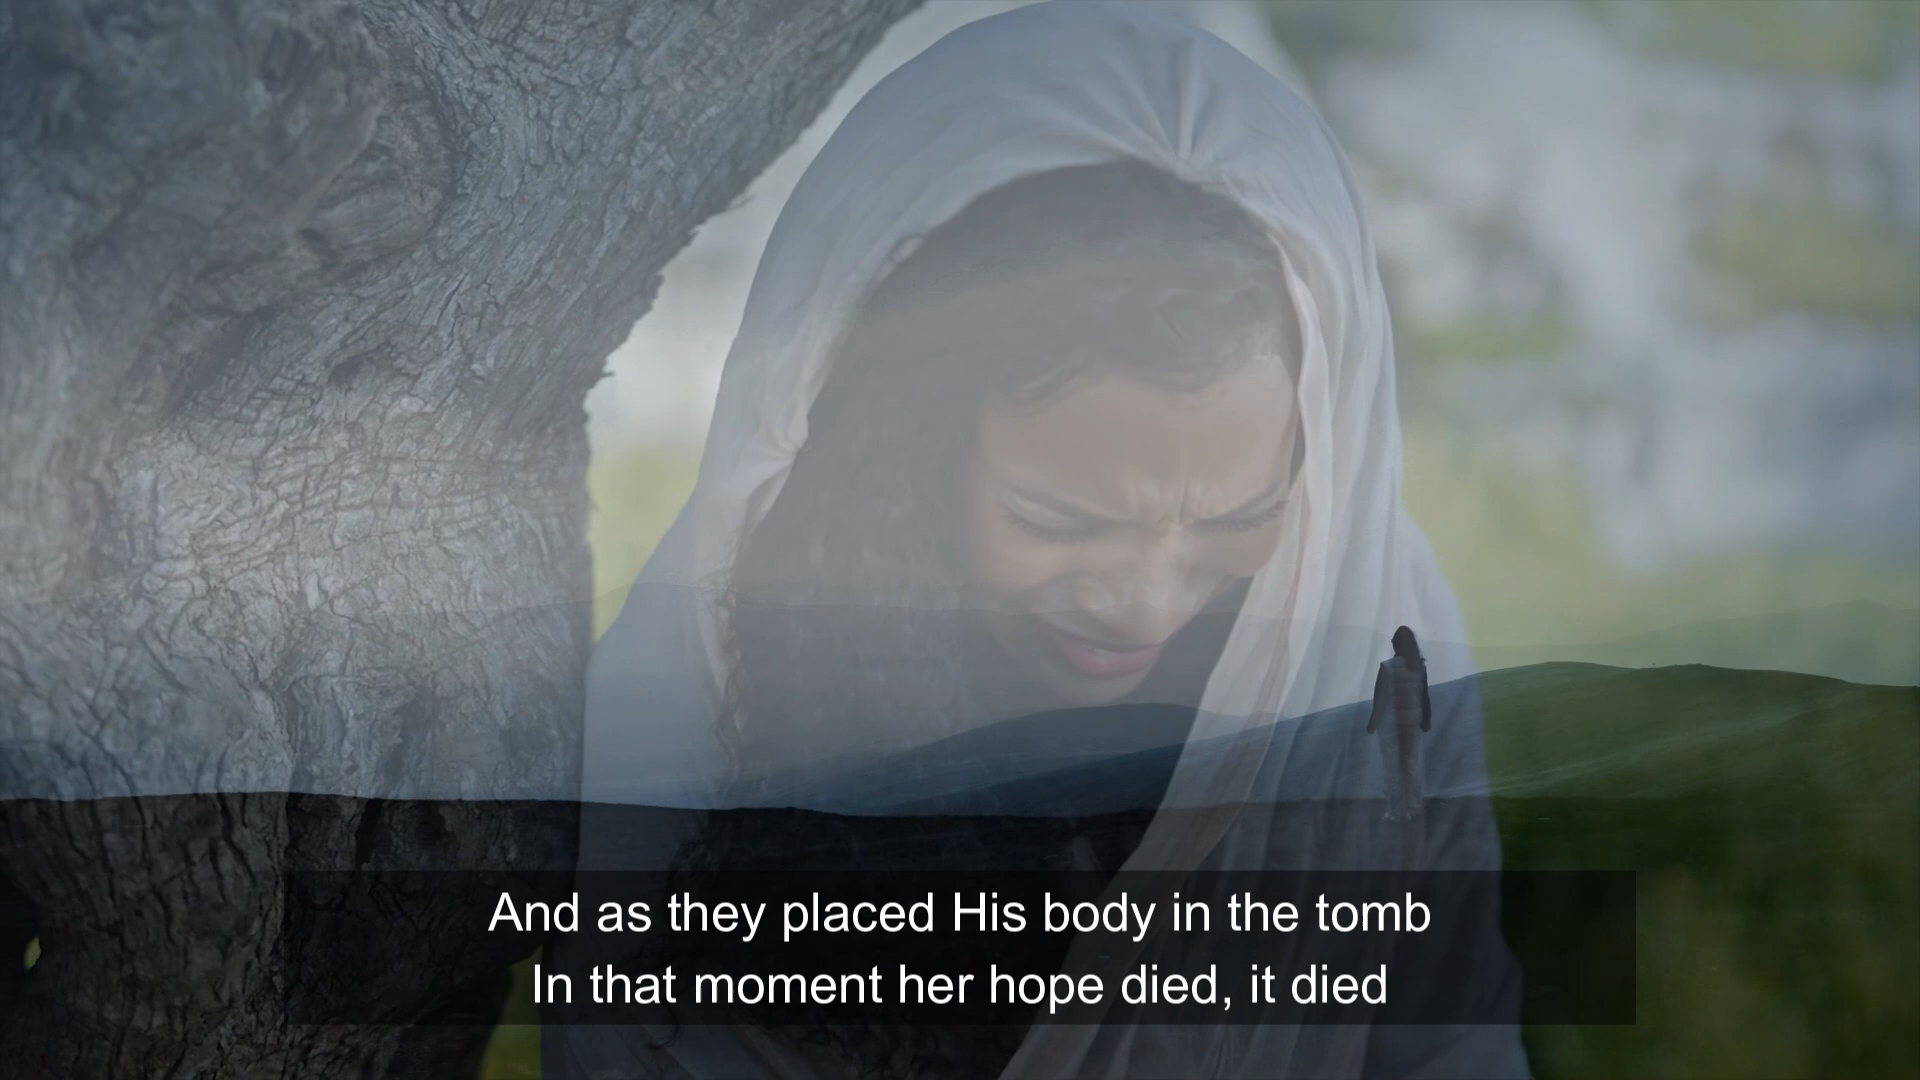 And as they placed His body in the tomb
In that moment her hope died, it died